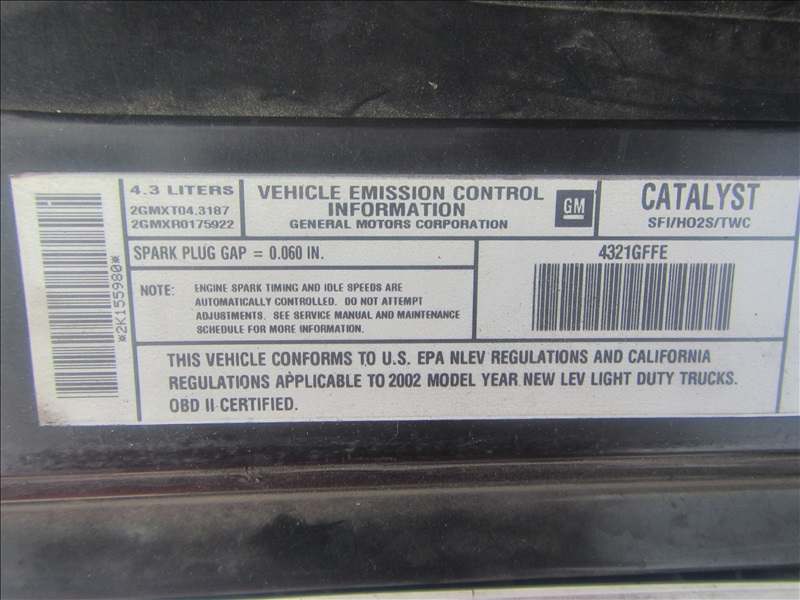 4.3 LITERS
2GMXT04.3187
2GMXR0175922
VEHICLE EMISSION CONTROL
INFORMATION
GENERAL MOTORS CORPORATION
GM
CATALYST
SFI/HO2S/TWC
SPARK PLUG GAP = 0.060 IN.
NOTE: ENGINE SPARK TIMING AND IDLE SPEEDS ARE
AUTOMATICALLY CONTROLLED. DO NOT ATTEMPT
ADJUSTMENTS. SEE SERVICE MANUAL AND MAINTENANCE
SCHEDULE FOR MORE INFORMATION.
4321GFFE
THIS VEHICLE CONFORMS TO U.S. EPA NLEV REGULATIONS AND CALIFORNIA
REGULATIONS APPLICABLE TO 2002 MODEL YEAR NEW LEV LIGHT DUTY TRUCKS.
OBD II CERTIFIED.
*2K155980*